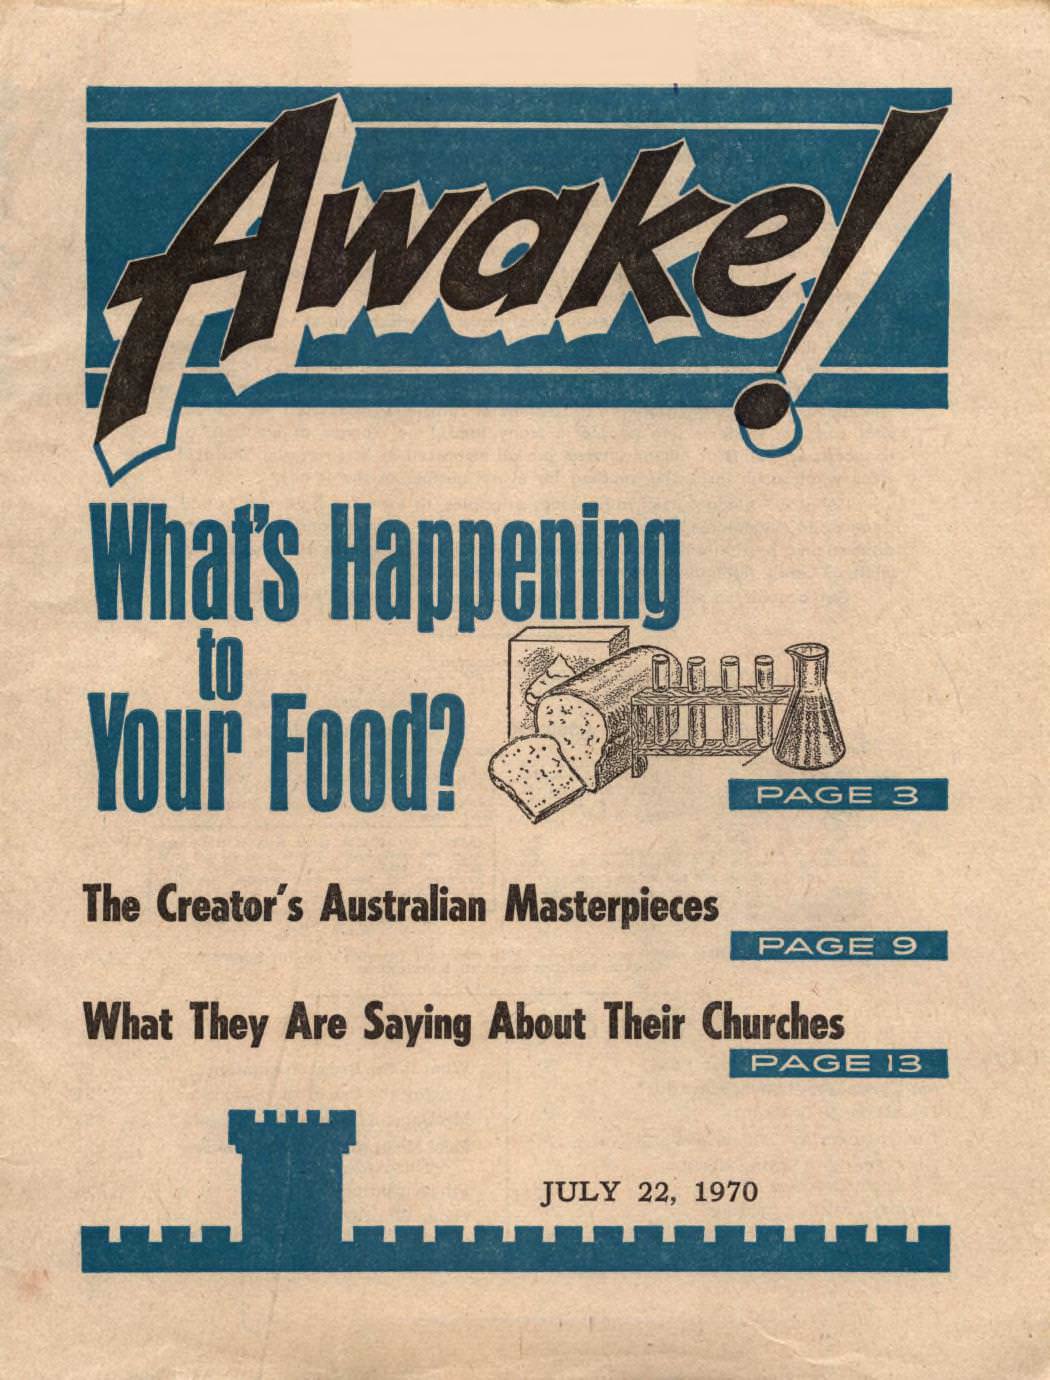 Awake!
What's Happening
to
Your Food?
PAGE 3
The Creator's Australian Masterpieces
PAGE 9
What They Are Saying About Their Churches
PAGE 13
JULY 22, 1970